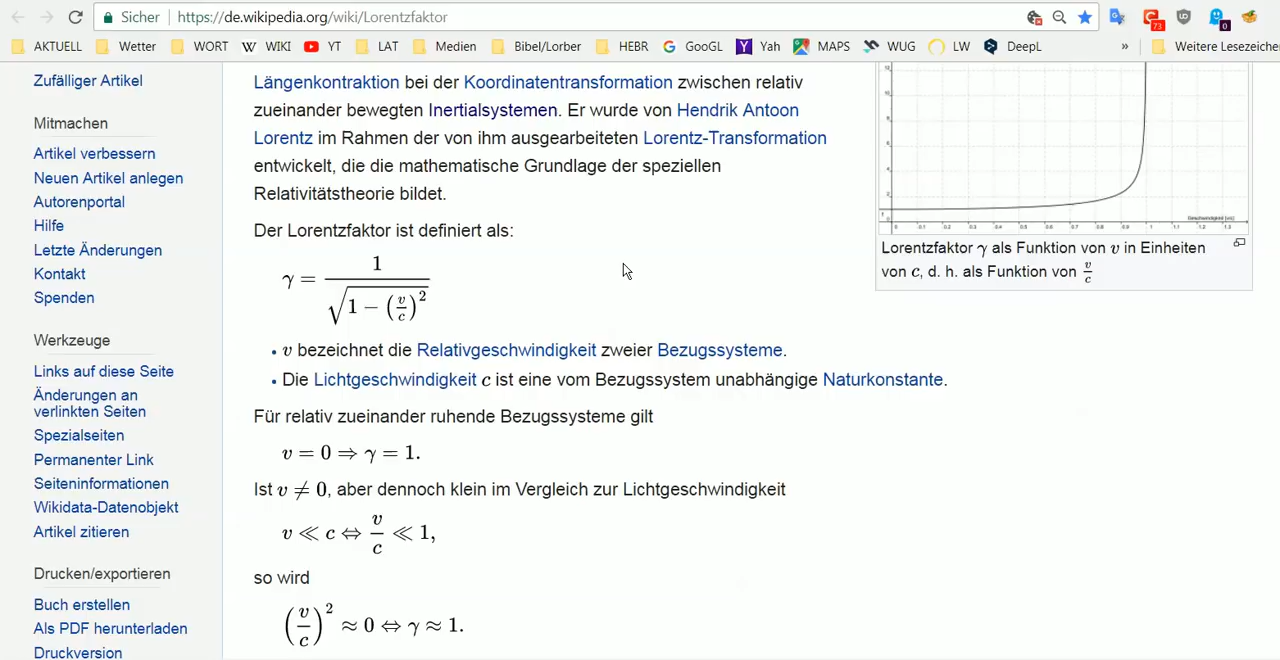 Sicher https://de.wikipedia.org/wiki/Lorentzfaktor 73 0
AKTUELL Wetter WORT WIKI YT LAT Medien Bibel/Lorber HEBR GooGL Yah MAPS WUG LW DeepL » Weitere Lesezeiche
Zufälliger Artikel
Mitmachen
Artikel verbessern
Neuen Artikel anlegen
Autorenportal
Hilfe
Letzte Änderungen
Kontakt
Spenden
Werkzeuge
Links auf diese Seite
Änderungen an
verlinkten Seiten
Spezialseiten
Permanenter Link
Seiteninformationen
Wikidata-Datenobjekt
Artikel zitieren
Drucken/exportieren
Buch erstellen
Als PDF herunterladen
Druckversion
Längenkontraktion bei der Koordinatentransformation zwischen relativ
zueinander bewegten Inertialsystemen. Er wurde von Hendrik Antoon
Lorentz im Rahmen der von ihm ausgearbeiteten Lorentz-Transformation
entwickelt, die die mathematische Grundlage der speziellen
Relativitätstheorie bildet.
Der Lorentzfaktor ist definiert als:
γ = 1 / √(1 − (v/c)²)
• v bezeichnet die Relativgeschwindigkeit zweier Bezugssysteme.
• Die Lichtgeschwindigkeit c ist eine vom Bezugssystem unabhängige Naturkonstante.
Für relativ zueinander ruhende Bezugssysteme gilt
v = 0 ⇒ γ = 1.
Ist v ≠ 0, aber dennoch klein im Vergleich zur Lichtgeschwindigkeit
v ≪ c ⇔ v/c ≪ 1,
so wird
(v/c)² ≈ 0 ⇔ γ ≈ 1.
Lorentzfaktor γ als Funktion von v in Einheiten
von c, d. h. als Funktion von v/c